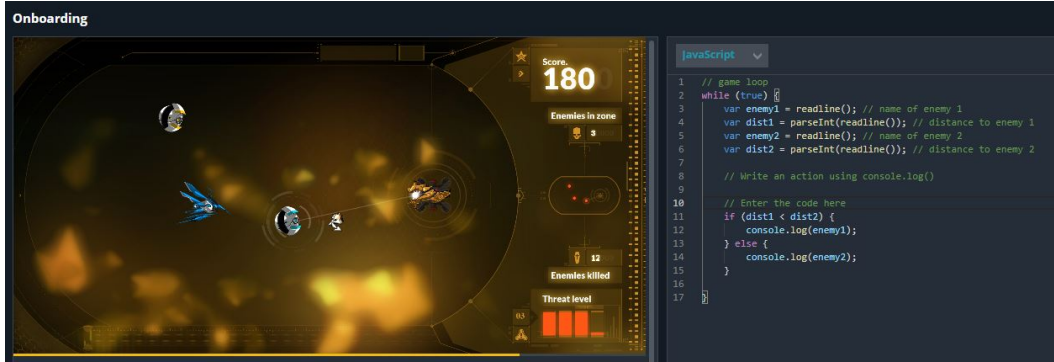 Onboarding
Score.
180
Enemies in zone
3
12
Enemies killed
Threat level
03
JavaScript
1 // game loop
2 while (true) {
3 var enemy1 = readline(); // name of enemy 1
4 var dist1 = parseInt(readline()); // distance to enemy 1
5 var enemy2 = readline(); // name of enemy 2
6 var dist2 = parseInt(readline()); // distance to enemy 2
7
8 // Write an action using console.log()
9
10 // Enter the code here
11 if (dist1 < dist2) {
12 console.log(enemy1);
13 } else {
14 console.log(enemy2);
15 }
16
17 }